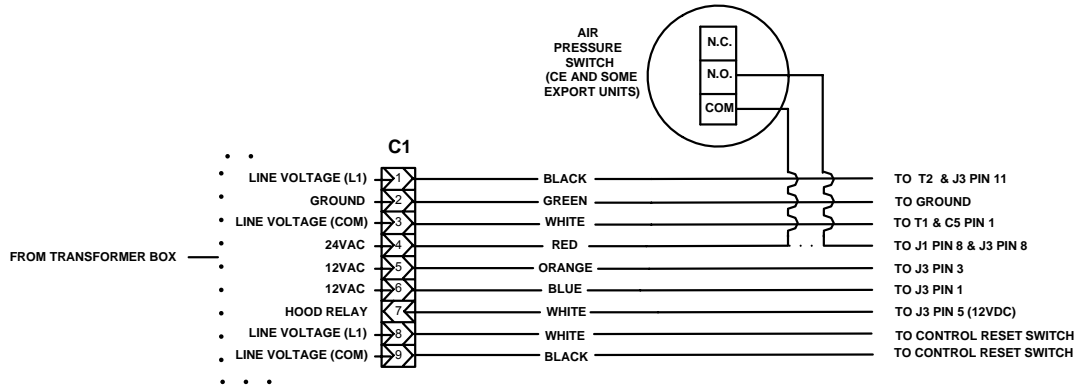 AIR
PRESSURE
SWITCH
(CE AND SOME
EXPORT UNITS)
N.C.
N.O.
COM
C1
LINE VOLTAGE (L1) 1 BLACK TO T2 & J3 PIN 11
GROUND 2 GREEN TO GROUND
LINE VOLTAGE (COM) 3 WHITE TO T1 & C5 PIN 1
24VAC 4 RED TO J1 PIN 8 & J3 PIN 8
FROM TRANSFORMER BOX
12VAC 5 ORANGE TO J3 PIN 3
12VAC 6 BLUE TO J3 PIN 1
HOOD RELAY 7 WHITE TO J3 PIN 5 (12VDC)
LINE VOLTAGE (L1) 8 WHITE TO CONTROL RESET SWITCH
LINE VOLTAGE (COM) 9 BLACK TO CONTROL RESET SWITCH